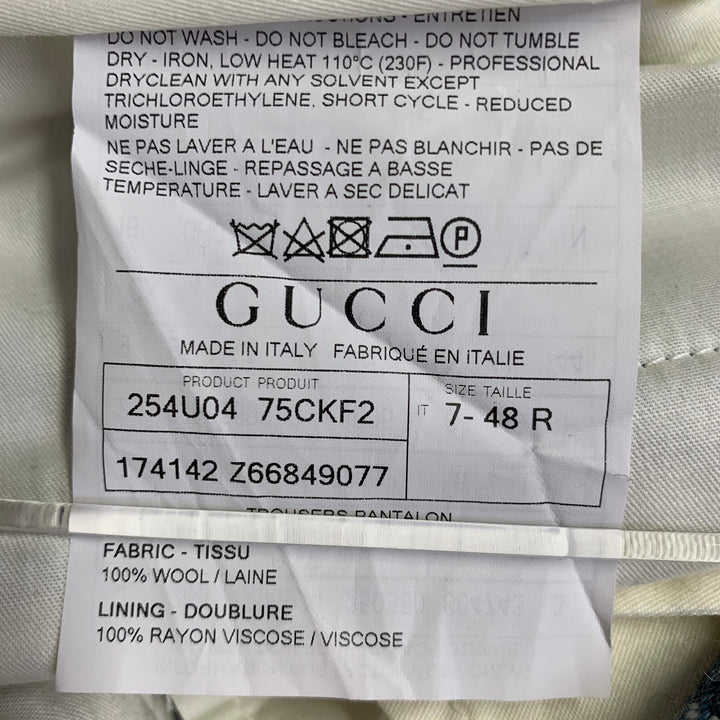 - ENTRETIEN
DO NOT WASH - DO NOT BLEACH - DO NOT TUMBLE
DRY - IRON, LOW HEAT 110°C (230F) - PROFESSIONAL
DRYCLEAN WITH ANY SOLVENT EXCEPT
TRICHLOROETHYLENE, SHORT CYCLE - REDUCED
MOISTURE
NE PAS LAVER A L'EAU - NE PAS BLANCHIR - PAS DE
SECHE-LINGE - REPASSAGE A BASSE
TEMPERATURE - LAVER A SEC DELICAT
P
GUCCI
MADE IN ITALY FABRIQUÉ EN ITALIE
PRODUCT PRODUIT
254U04 75CKF2
174142 Z66849077
SIZE TAILLE
IT 7- 48 R
TROUSERS PANTALON
FABRIC - TISSU
100% WOOL / LAINE
LINING - DOUBLURE
100% RAYON VISCOSE / VISCOSE